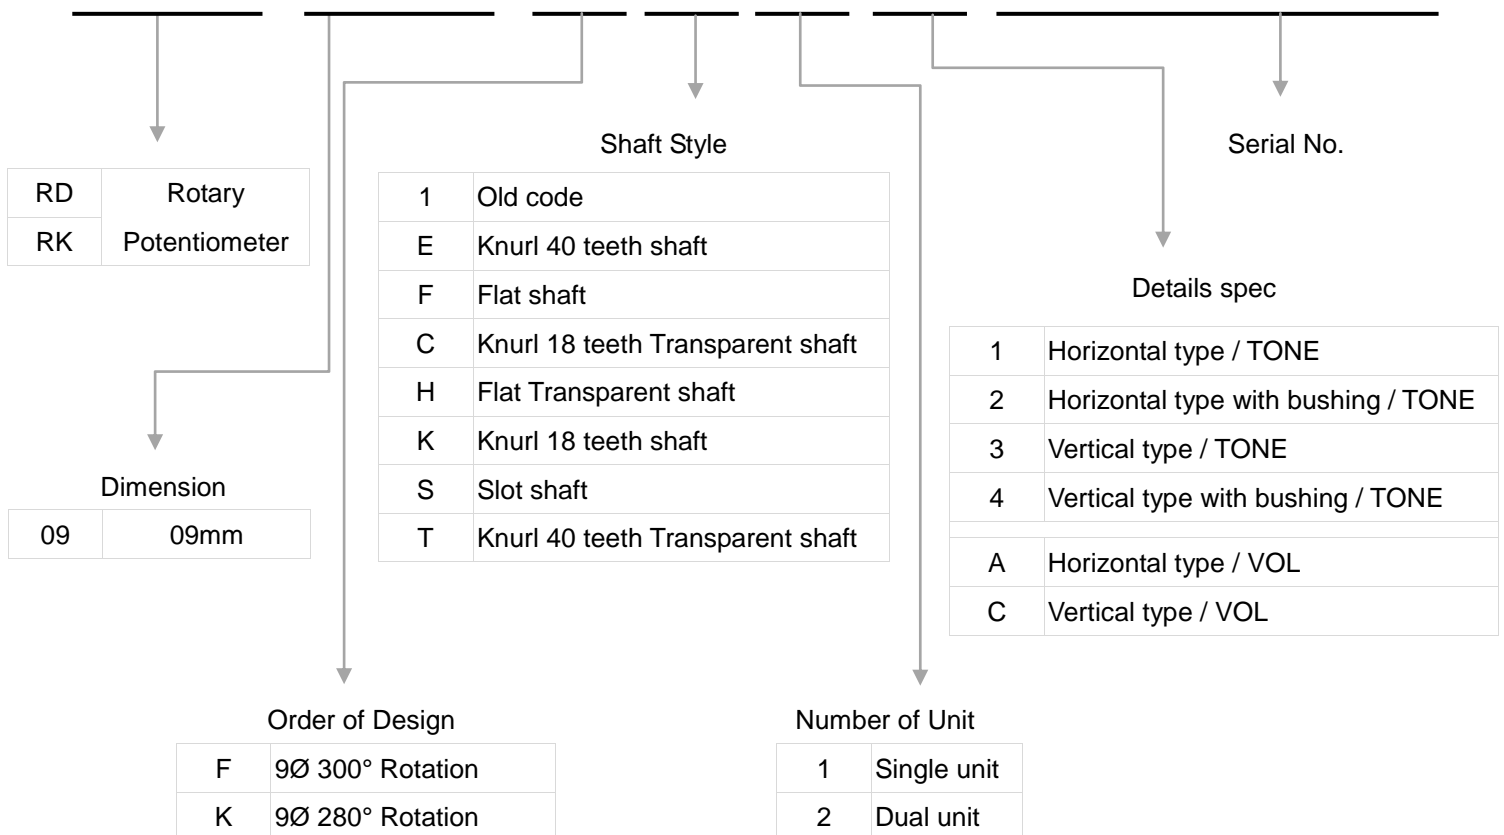 Shaft Style
Serial No.
RD Rotary
RK Potentiometer
1 Old code
E Knurl 40 teeth shaft
F Flat shaft
C Knurl 18 teeth Transparent shaft
H Flat Transparent shaft
K Knurl 18 teeth shaft
S Slot shaft
T Knurl 40 teeth Transparent shaft
Details spec
1 Horizontal type / TONE
2 Horizontal type with bushing / TONE
3 Vertical type / TONE
4 Vertical type with bushing / TONE
A Horizontal type / VOL
C Vertical type / VOL
Dimension
09 09mm
Order of Design
F 9Ø 300° Rotation
K 9Ø 280° Rotation
Number of Unit
1 Single unit
2 Dual unit